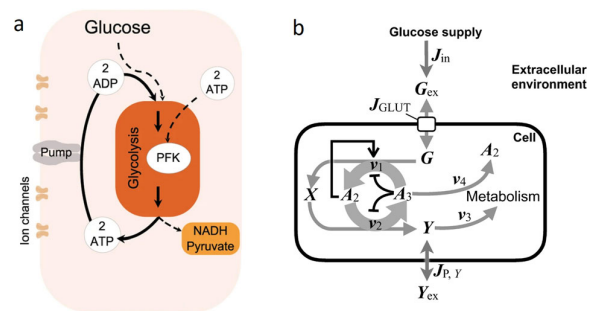 a
Glucose
2
ADP
2
ATP
Glycolysis
PFK
Pump
Ion channels
2
ATP
NADH
Pyruvate
b
Glucose supply
J_in
G_ex
Extracellular
environment
J_GLUT
Cell
G
A_2
v_1
v_4
X
A_2
A_3
Metabolism
v_2
Y
v_3
J_P, Y
Y_ex